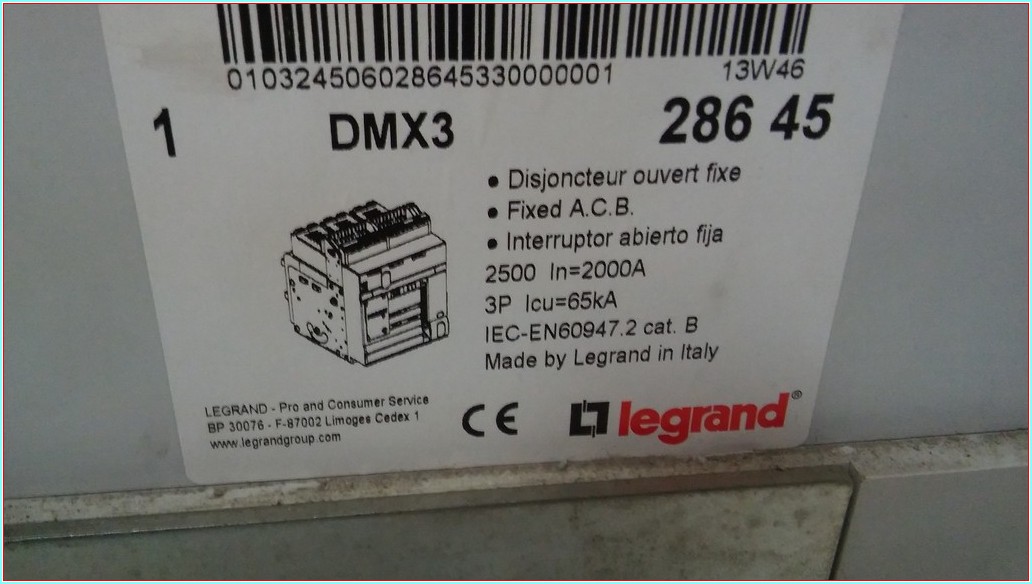 0103245060286453300000​01 13W46
1 DMX3 286 45
• Disjoncteur ouvert fixe
• Fixed A.C.B.
• Interruptor abierto fija
2500 In=2000A
3P Icu=65kA
IEC-EN60947.2 cat. B
Made by Legrand in Italy
LEGRAND - Pro and Consumer Service
BP 30076 - F-87002 Limoges Cedex 1
www.legrandgroup.com
CE legrand®